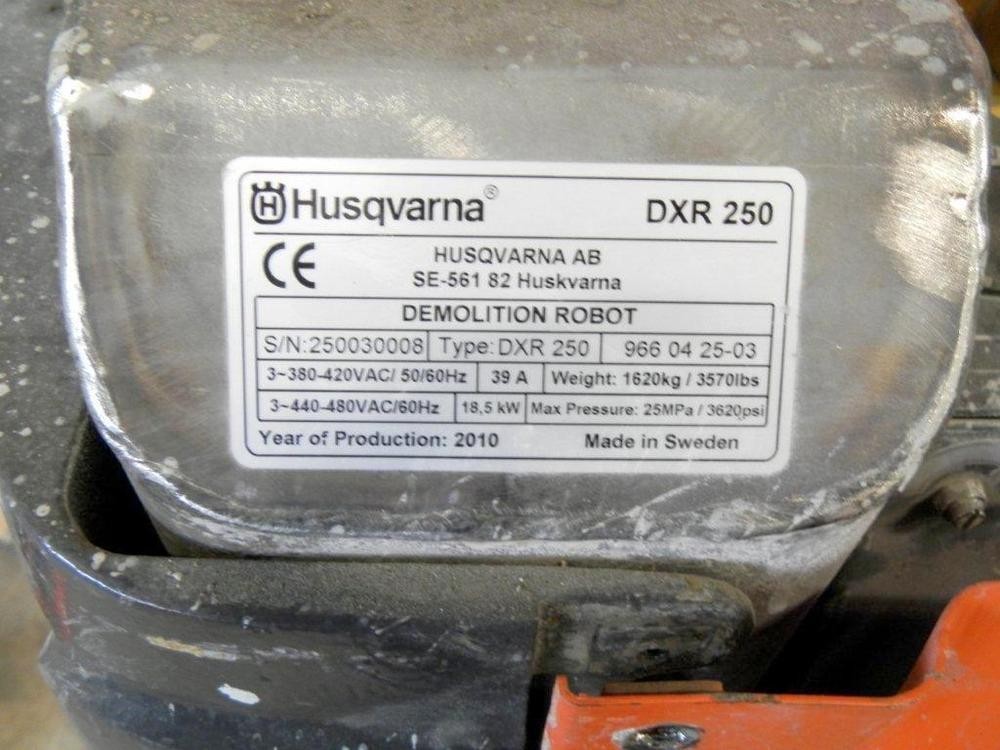 Husqvarna® DXR 250
CE HUSQVARNA AB
SE-561 82 Huskvarna
DEMOLITION ROBOT
S/N:250030008 Type: DXR 250 966 04 25-03
3~380-420VAC/ 50/60Hz 39 A Weight: 1620kg / 3570lbs
3~440-480VAC/60Hz 18,5 kW Max Pressure: 25MPa / 3620psi
Year of Production: 2010 Made in Sweden